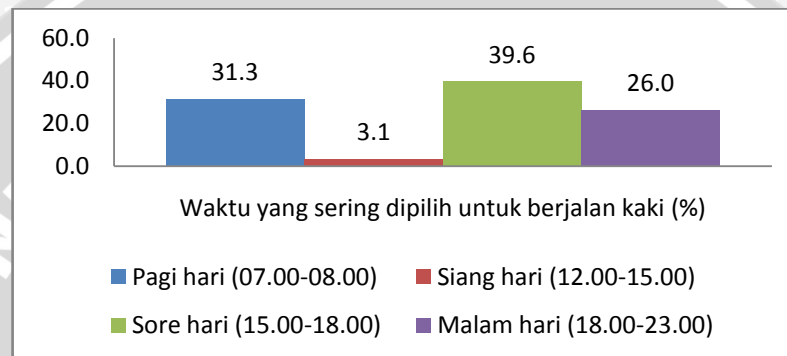 60.0
40.0
20.0
0.0
31.3
3.1
39.6
26.0
Waktu yang sering dipilih untuk berjalan kaki (%)
Pagi hari (07.00-08.00)
Siang hari (12.00-15.00)
Sore hari (15.00-18.00)
Malam hari (18.00-23.00)